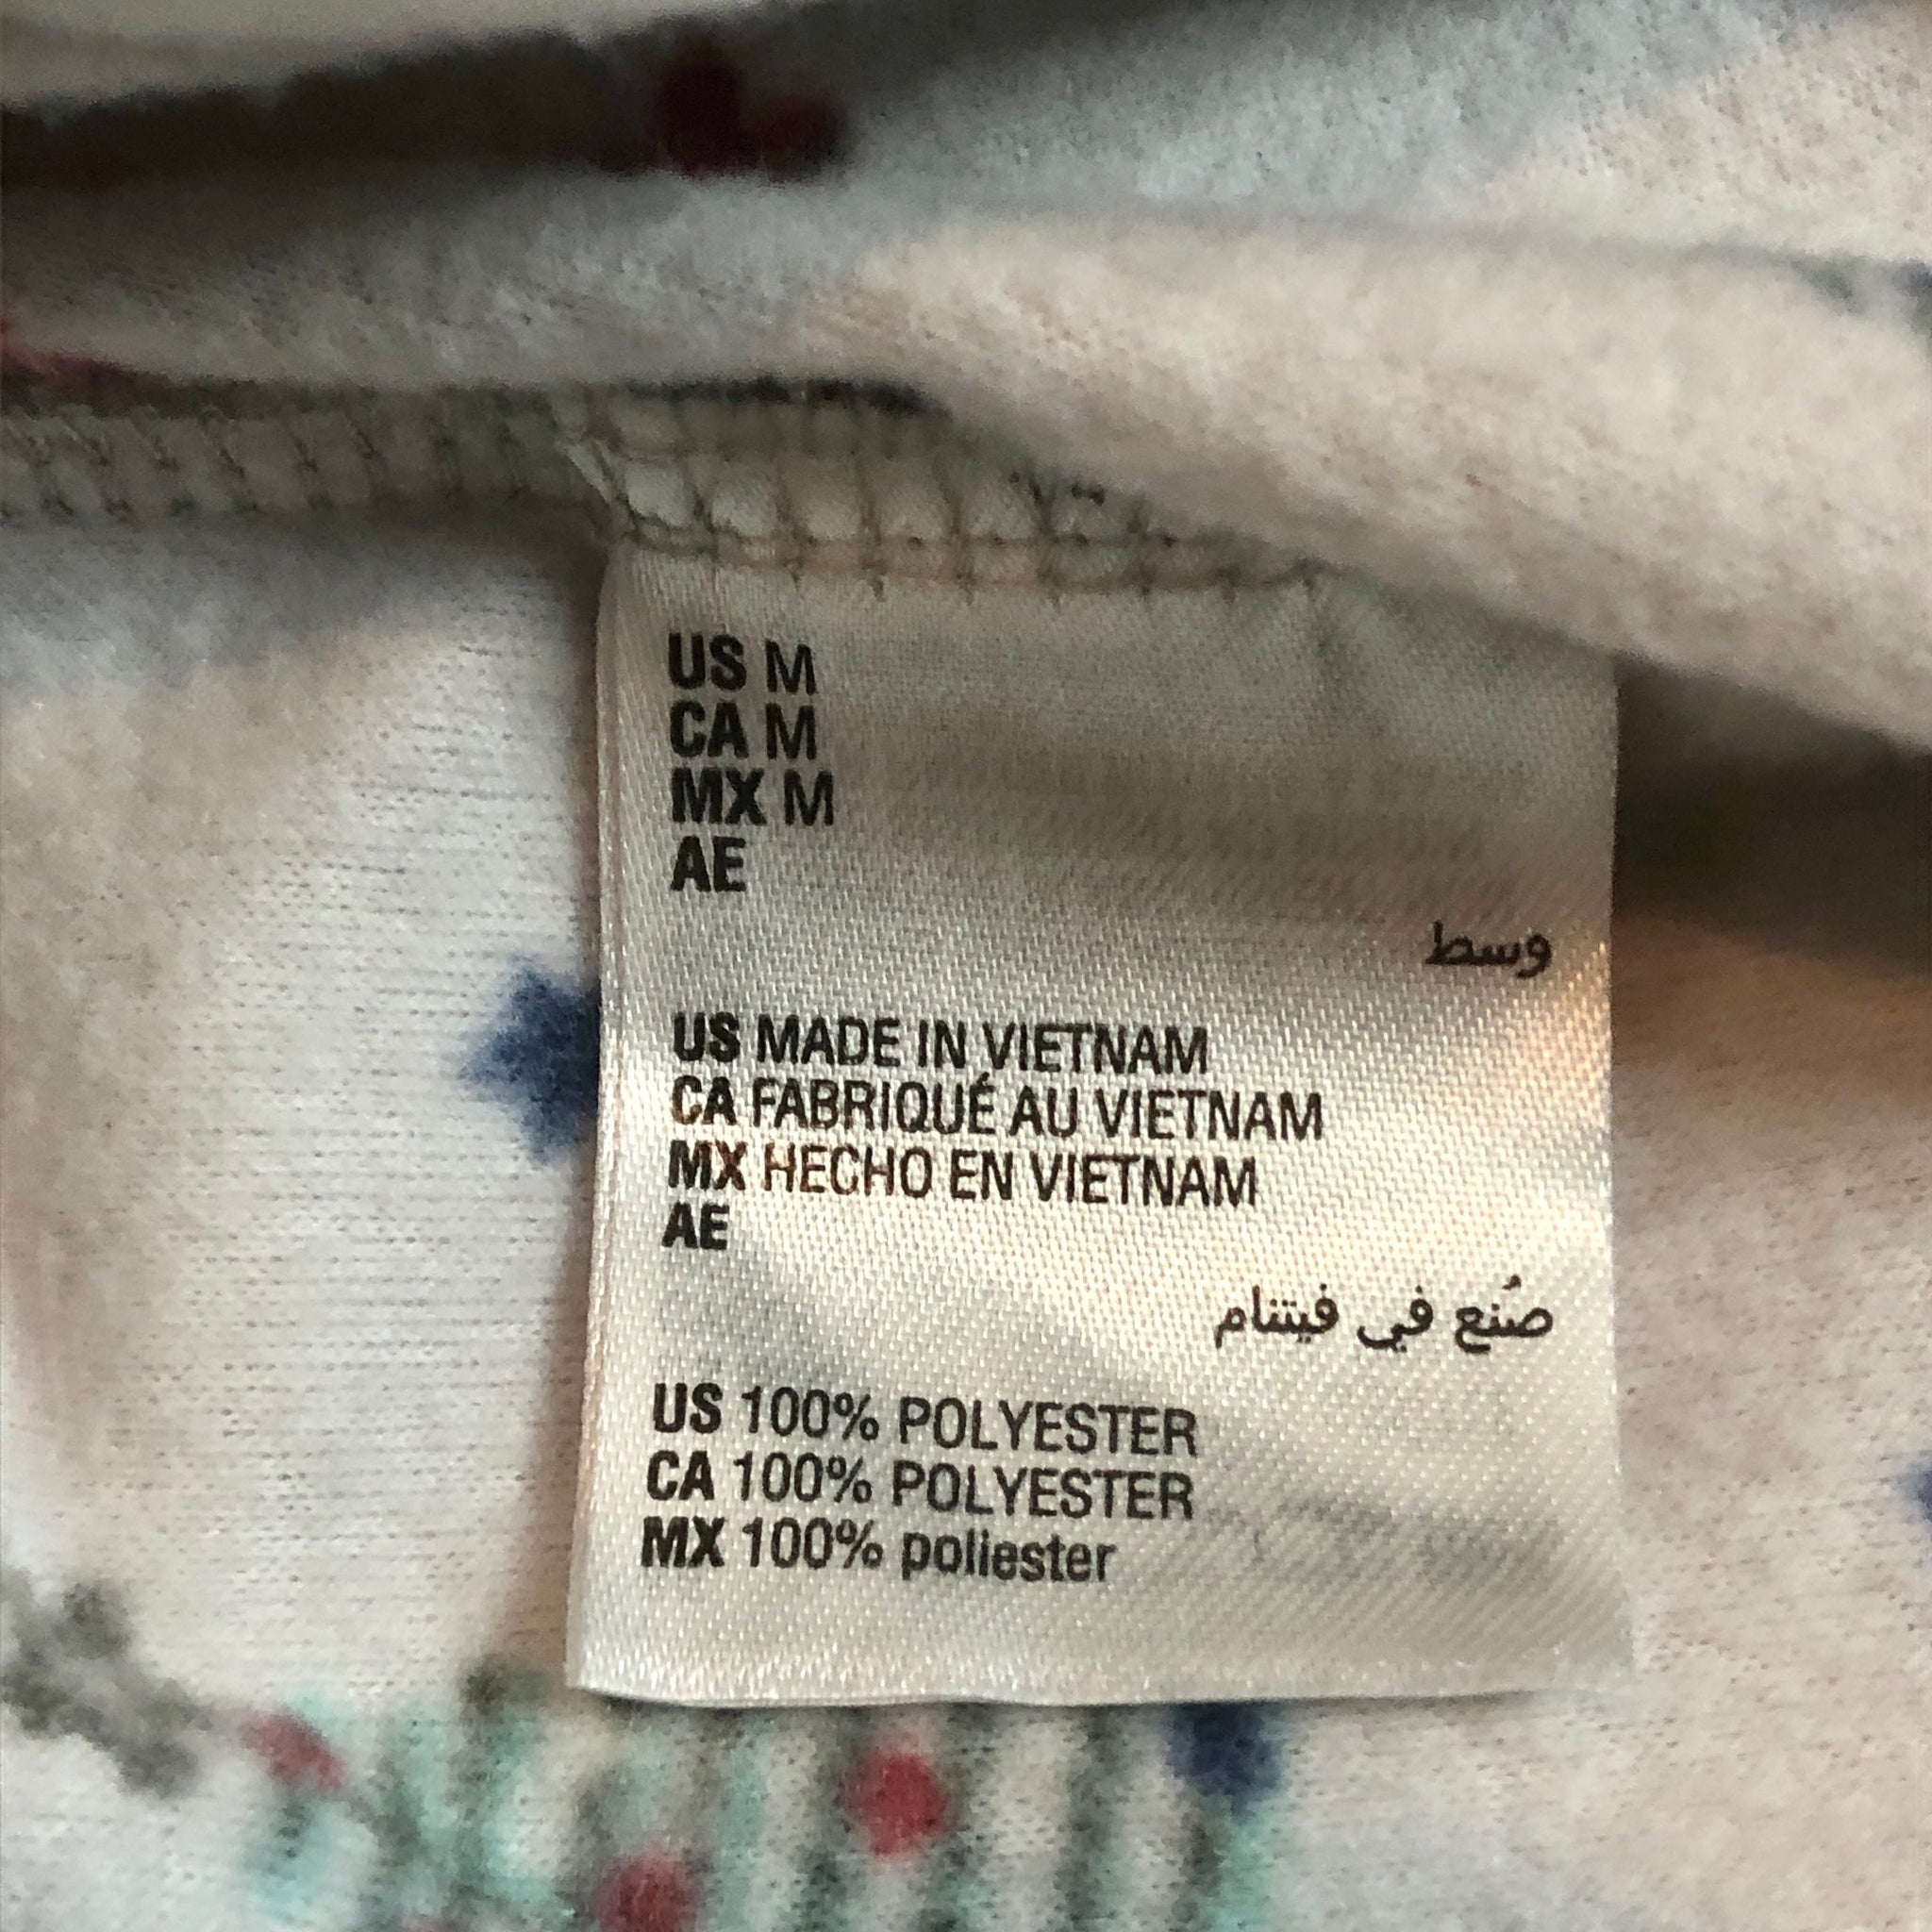 US M
CA M
MX M
AE
وسط
US MADE IN VIETNAM
CA FABRIQUÉ AU VIETNAM
MX HECHO EN VIETNAM
AE
صُنع في فيتنام
US 100% POLYESTER
CA 100% POLYESTER
MX 100% poliester